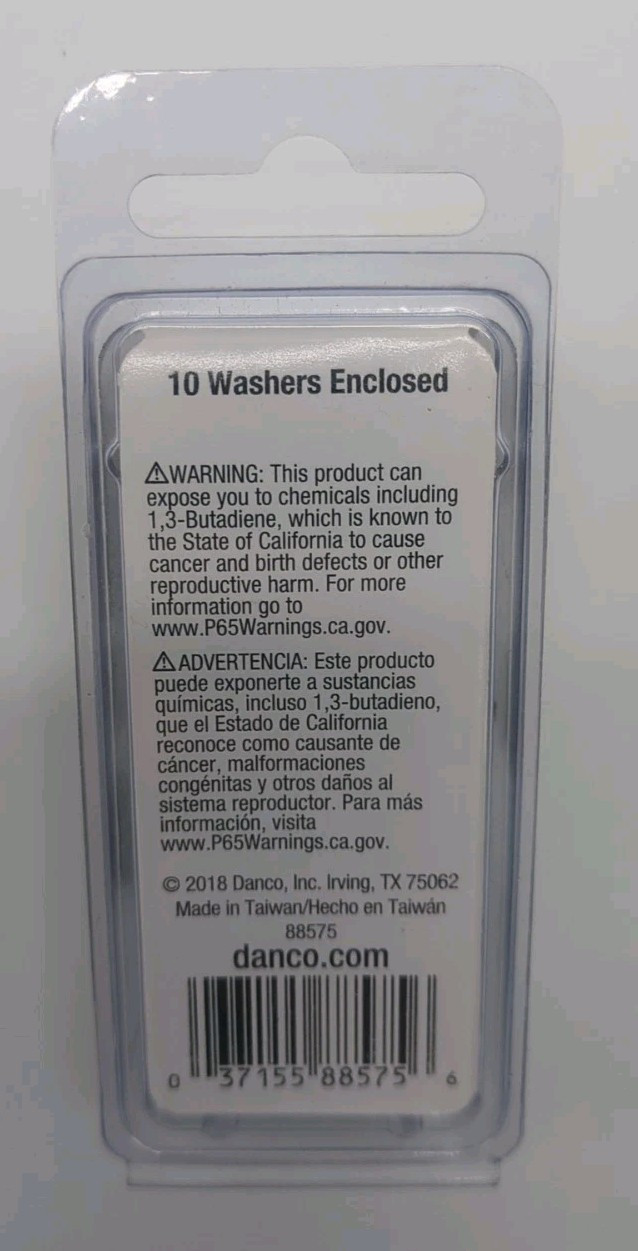 10 Washers Enclosed
⚠WARNING: This product can
expose you to chemicals including
1,3-Butadiene, which is known to
the State of California to cause
cancer and birth defects or other
reproductive harm. For more
information go to
www.P65Warnings.ca.gov.
⚠ADVERTENCIA: Este producto
puede exponerte a sustancias
químicas, incluso 1,3-butadieno,
que el Estado de California
reconoce como causante de
cáncer, malformaciones
congénitas y otros daños al
sistema reproductor. Para más
información, visita
www.P65Warnings.ca.gov.
© 2018 Danco, Inc. Irving, TX 75062
Made in Taiwan/Hecho en Taiwán
88575
danco.com
0 37155 88575 6